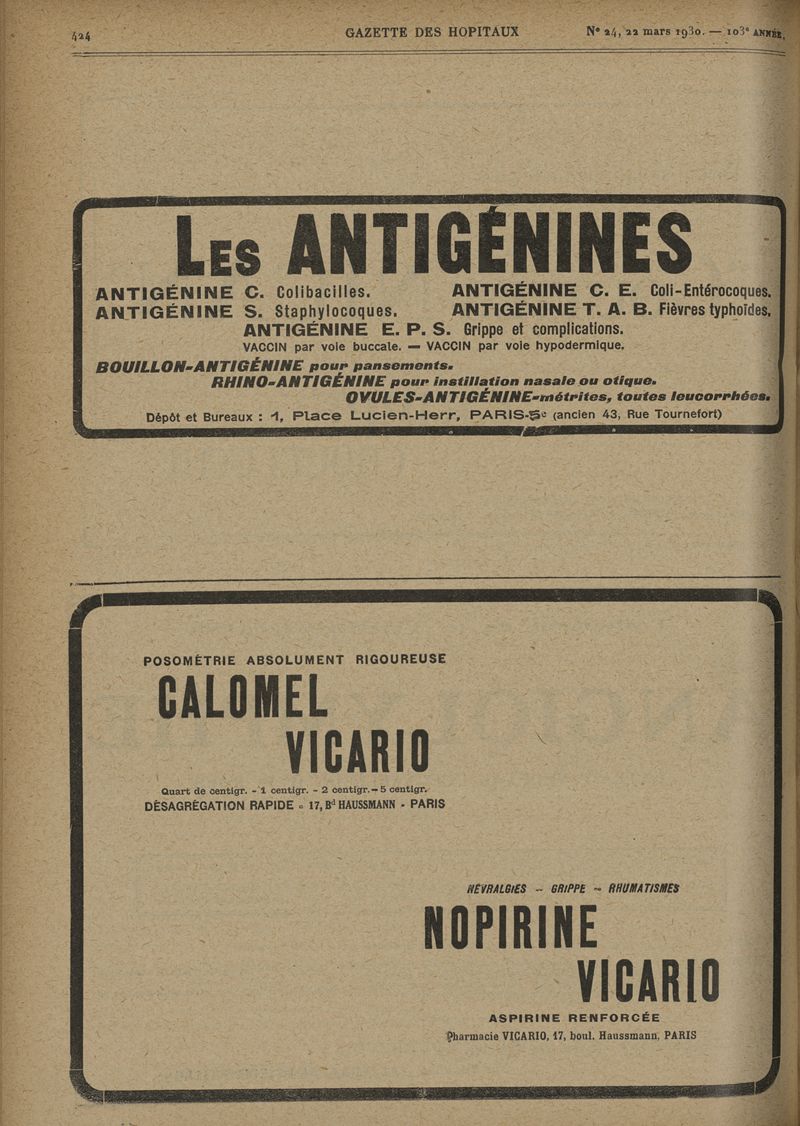 424 GAZETTE DES HOPITAUX N° 24, 22 mars 1930. — 103e ANNÉE.
Les ANTIGÉNINES
ANTIGÉNINE C. Colibacilles. ANTIGÉNINE C. E. Coli-Entérocoques.
ANTIGÉNINE S. Staphylocoques. ANTIGÉNINE T. A. B. Fièvres typhoïdes.
ANTIGÉNINE E. P. S. Grippe et complications.
VACCIN par voie buccale. — VACCIN par voie hypodermique.
BOUILLON-ANTIGÉNINE pour pansements.
RHINO-ANTIGÉNINE pour instillation nasale ou otique.
OVULES-ANTIGÉNINE-métrites, toutes leucorrhées.
Dépôt et Bureaux : 1, Place Lucien-Herr, PARIS-5e (ancien 43, Rue Tournefort)
POSOMÉTRIE ABSOLUMENT RIGOUREUSE
CALOMEL
VICARIO
Quart de centigr. - 1 centigr. - 2 centigr. - 5 centigr.
DÉSAGRÉGATION RAPIDE - 17, Bd HAUSSMANN - PARIS
NÉVRALGIES - GRIPPE - RHUMATISMES
NOPIRINE
VICARIO
ASPIRINE RENFORCÉE
Pharmacie VICARIO, 17, boul. Haussmann, PARIS